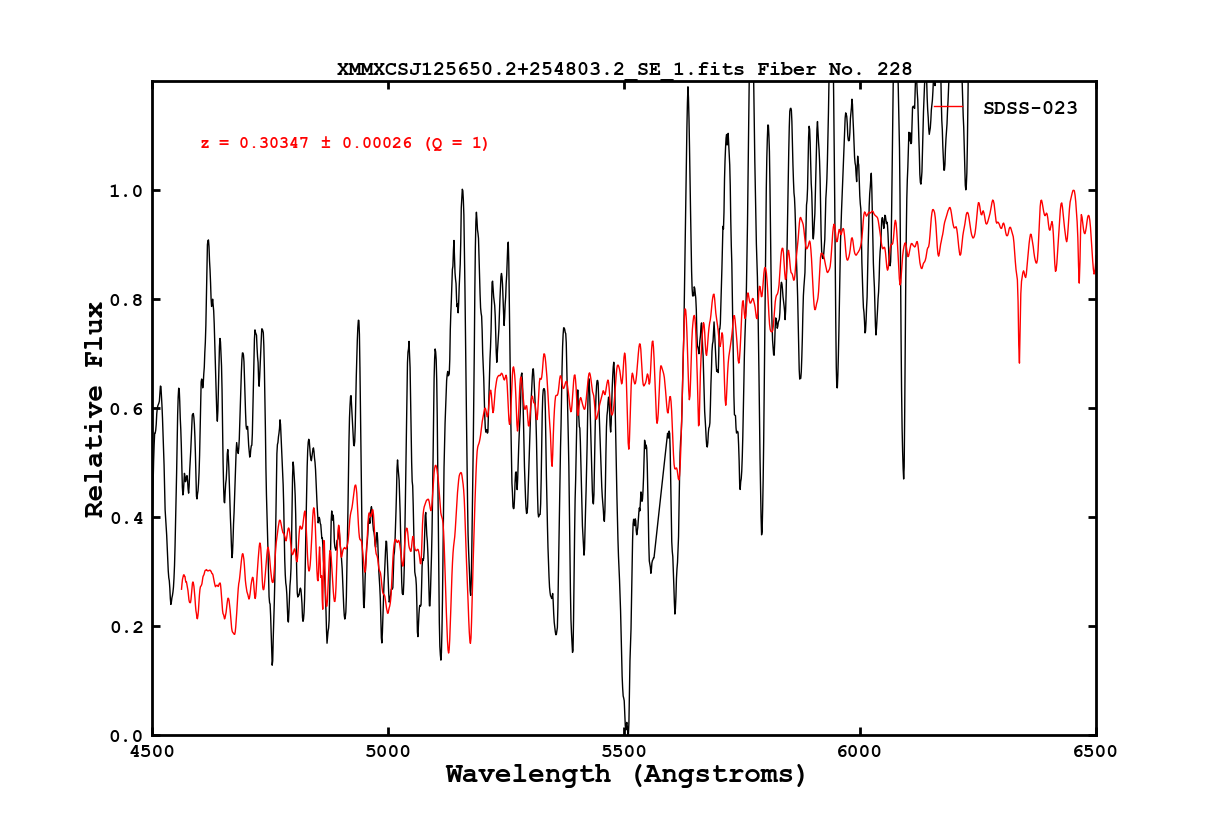 XMMXCSJ125650.2+254803.2_SE_1.fits Fiber No. 228
SDSS-023
z = 0.30347 ± 0.00026 (Q = 1)
1.0
0.8
0.6
0.4
0.2
0.0
Relative Flux
4500 5000 5500 6000 6500
Wavelength (Angstroms)